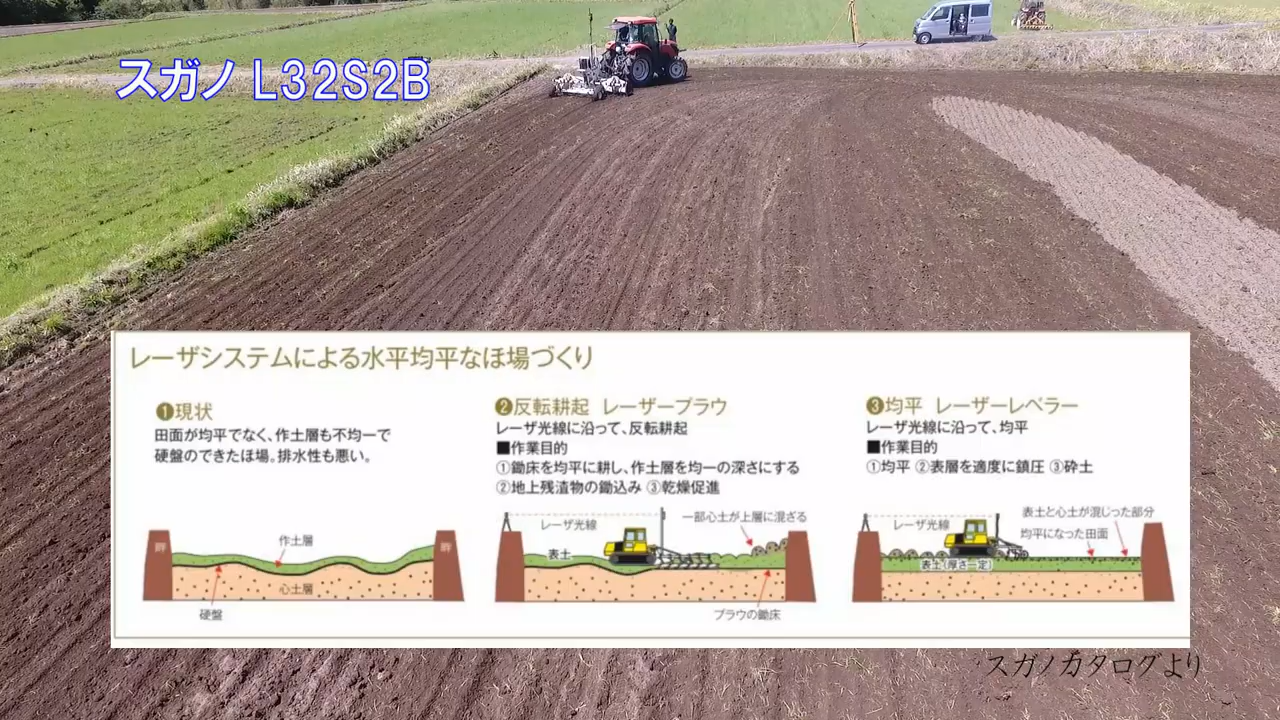 スガノ L32S2B
レーザシステムによる水平均平なほ場づくり
❶現状
田面が均平でなく、作土層も不均一で
硬盤のできたほ場。排水性も悪い。
畔
作土層
畔
心土層
硬盤
❷反転耕起 レーザープラウ
レーザ光線に沿って、反転耕起
■作業目的
①鋤床を均平に耕し、作土層を均一の深さにする
②地上残渣物の鋤込み ③乾燥促進
一部心土が上層に混ざる
レーザ光線
表土
プラウの鋤床
❸均平 レーザーレベラー
レーザ光線に沿って、均平
■作業目的
①均平 ②表層を適度に鎮圧 ③砕土
表土と心土が混じった部分
レーザ光線
均平になった田面
表土(厚さ一定)
スガノカタログより